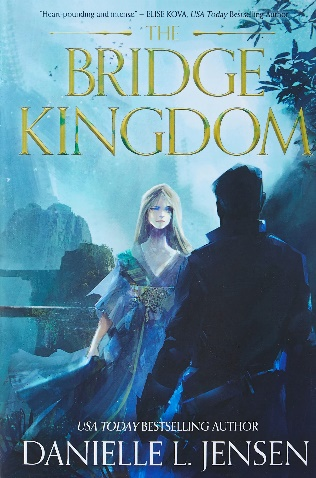 "Heart-pounding and intense." – ELISE KOVA, USA Today Bestselling Author
THE
BRIDGE
KINGDOM
USA TODAY BESTSELLING AUTHOR
DANIELLE L. JENSEN